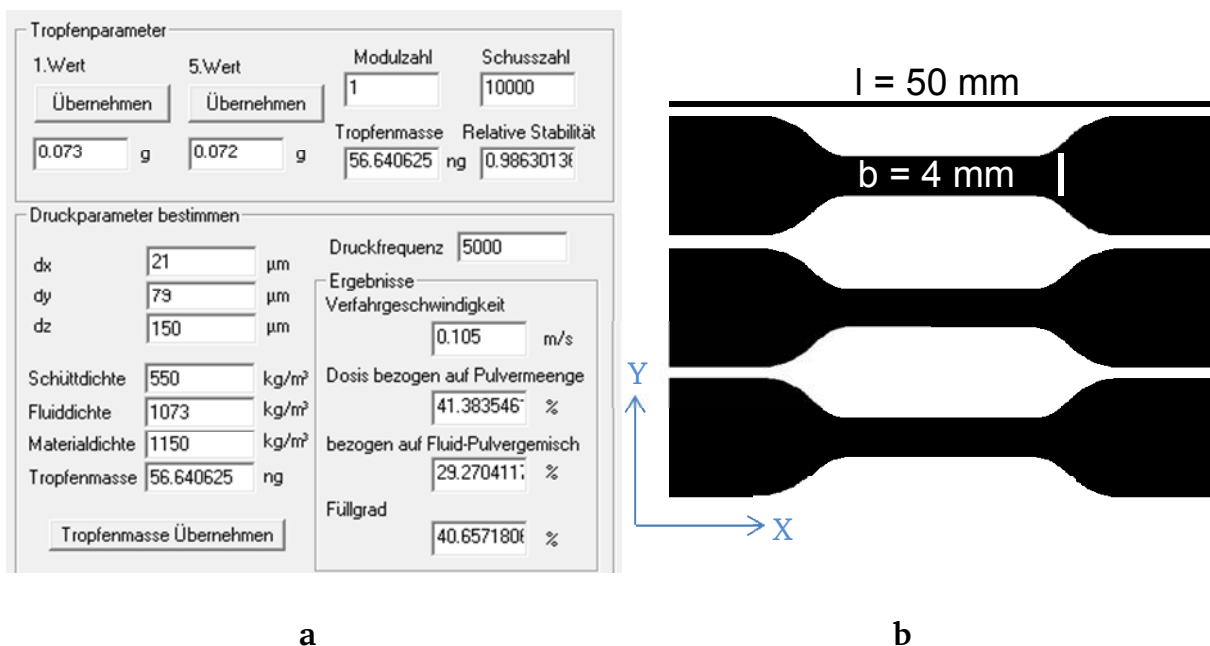 Tropfenparameter
1.Wert
5.Wert
Modulzahl
Schusszahl
Übernehmen
Übernehmen
1
10000
Tropfenmasse
Relative Stabilität
0.073 g
0.072 g
56.640625 ng
0.9863013
Druckparameter bestimmen
dx 21 µm
dy 79 µm
dz 150 µm
Schüttdichte 550 kg/m³
Fluiddichte 1073 kg/m³
Materialdichte 1150 kg/m³
Tropfenmasse 56.640625 ng
Tropfenmasse Übernehmen
Druckfrequenz 5000
Ergebnisse
Verfahrgeschwindigkeit
0.105 m/s
Dosis bezogen auf Pulvermeenge
41.383546 %
bezogen auf Fluid-Pulvergemisch
29.270411 %
Füllgrad
40.657180 %
a
l = 50 mm
b = 4 mm
Y
X
b